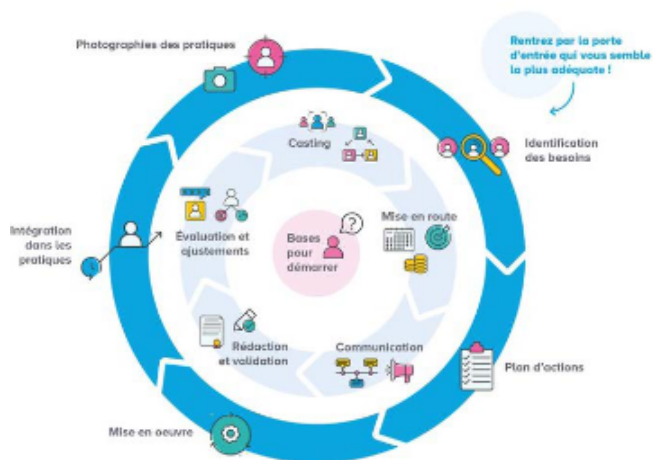 Photographies des pratiques
Rentrez par la porte
d'entrée qui vous semble
la plus adéquate !
Casting
Identification
des besoins
Intégration
dans les
pratiques
Évaluation et
ajustements
Bases
pour
démarrer
Mise en route
Rédaction
et validation
Communication
Plan d'actions
Mise en oeuvre